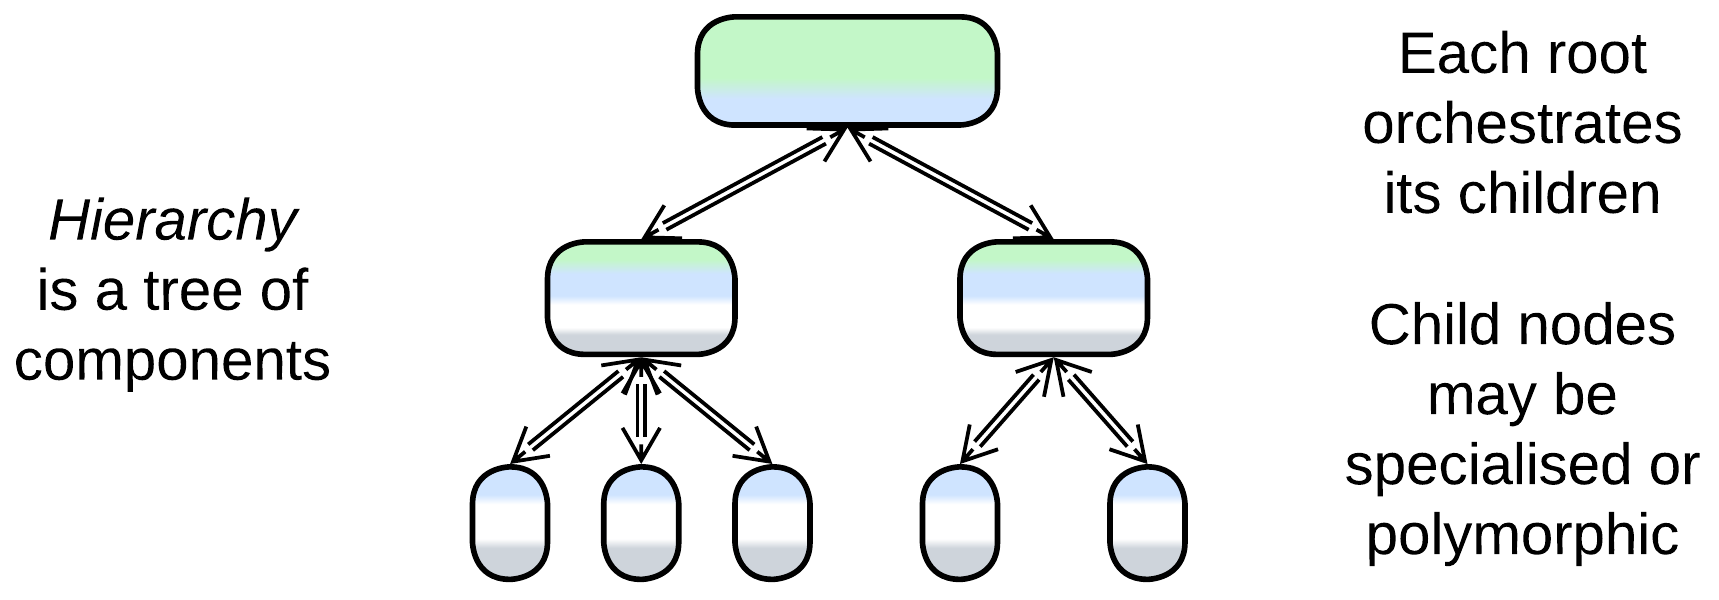 Hierarchy
is a tree of
components
Each root
orchestrates
its children
Child nodes
may be
specialised or
polymorphic